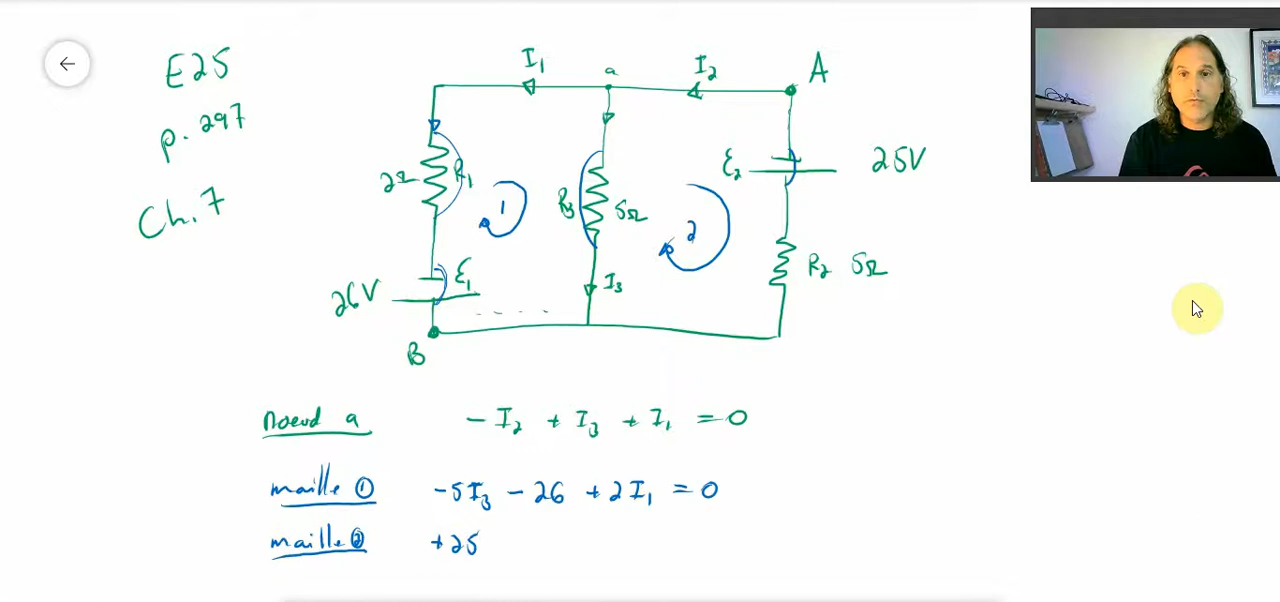 E25
p. 297
Ch. 7
I₁
a
I₂
A
2Ω
R₁
1
R₃
5Ω
2
ε₂
25V
R₂ 5Ω
26V
ε₁
I₃
B
noeud a -I₂ + I₃ + I₁ = 0
maille ① -5I₃ - 26 + 2I₁ = 0
maille ② +25